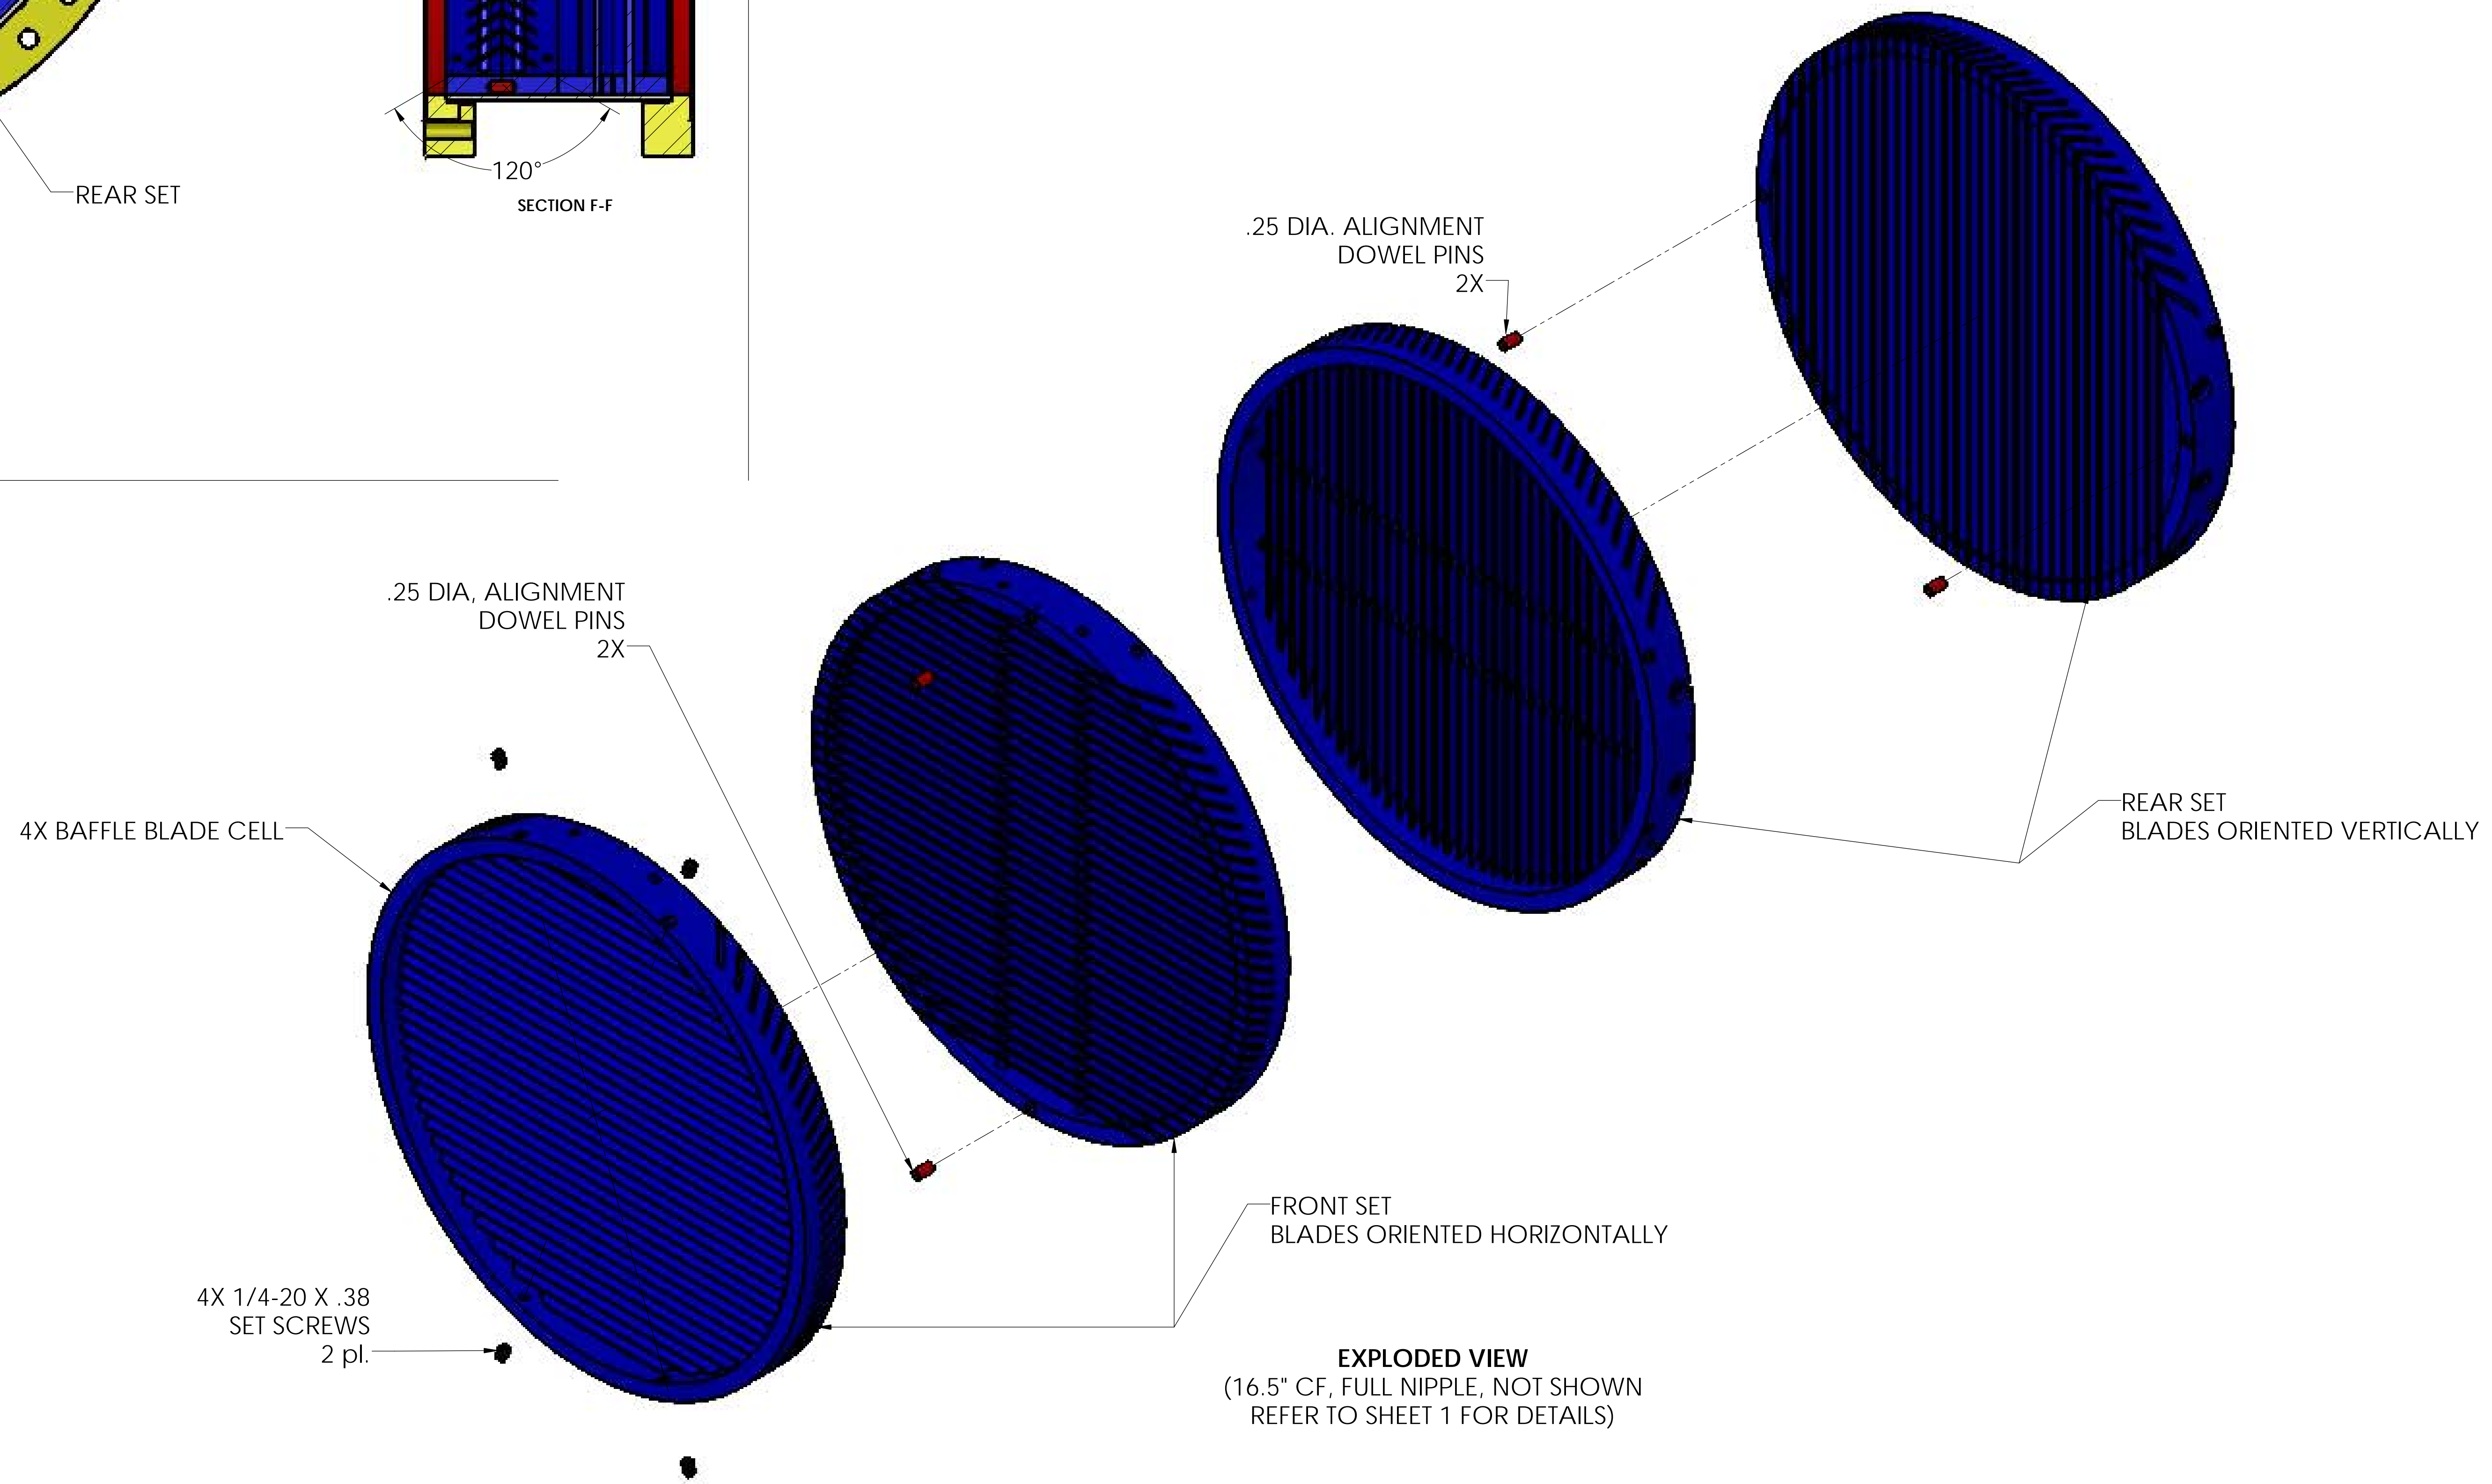 REAR SET
120°
SECTION F-F
.25 DIA. ALIGNMENT
DOWEL PINS
2X
.25 DIA, ALIGNMENT
DOWEL PINS
2X
4X BAFFLE BLADE CELL
REAR SET
BLADES ORIENTED VERTICALLY
FRONT SET
BLADES ORIENTED HORIZONTALLY
4X 1/4-20 X .38
SET SCREWS
2 pl.
EXPLODED VIEW
(16.5" CF, FULL NIPPLE, NOT SHOWN
REFER TO SHEET 1 FOR DETAILS)